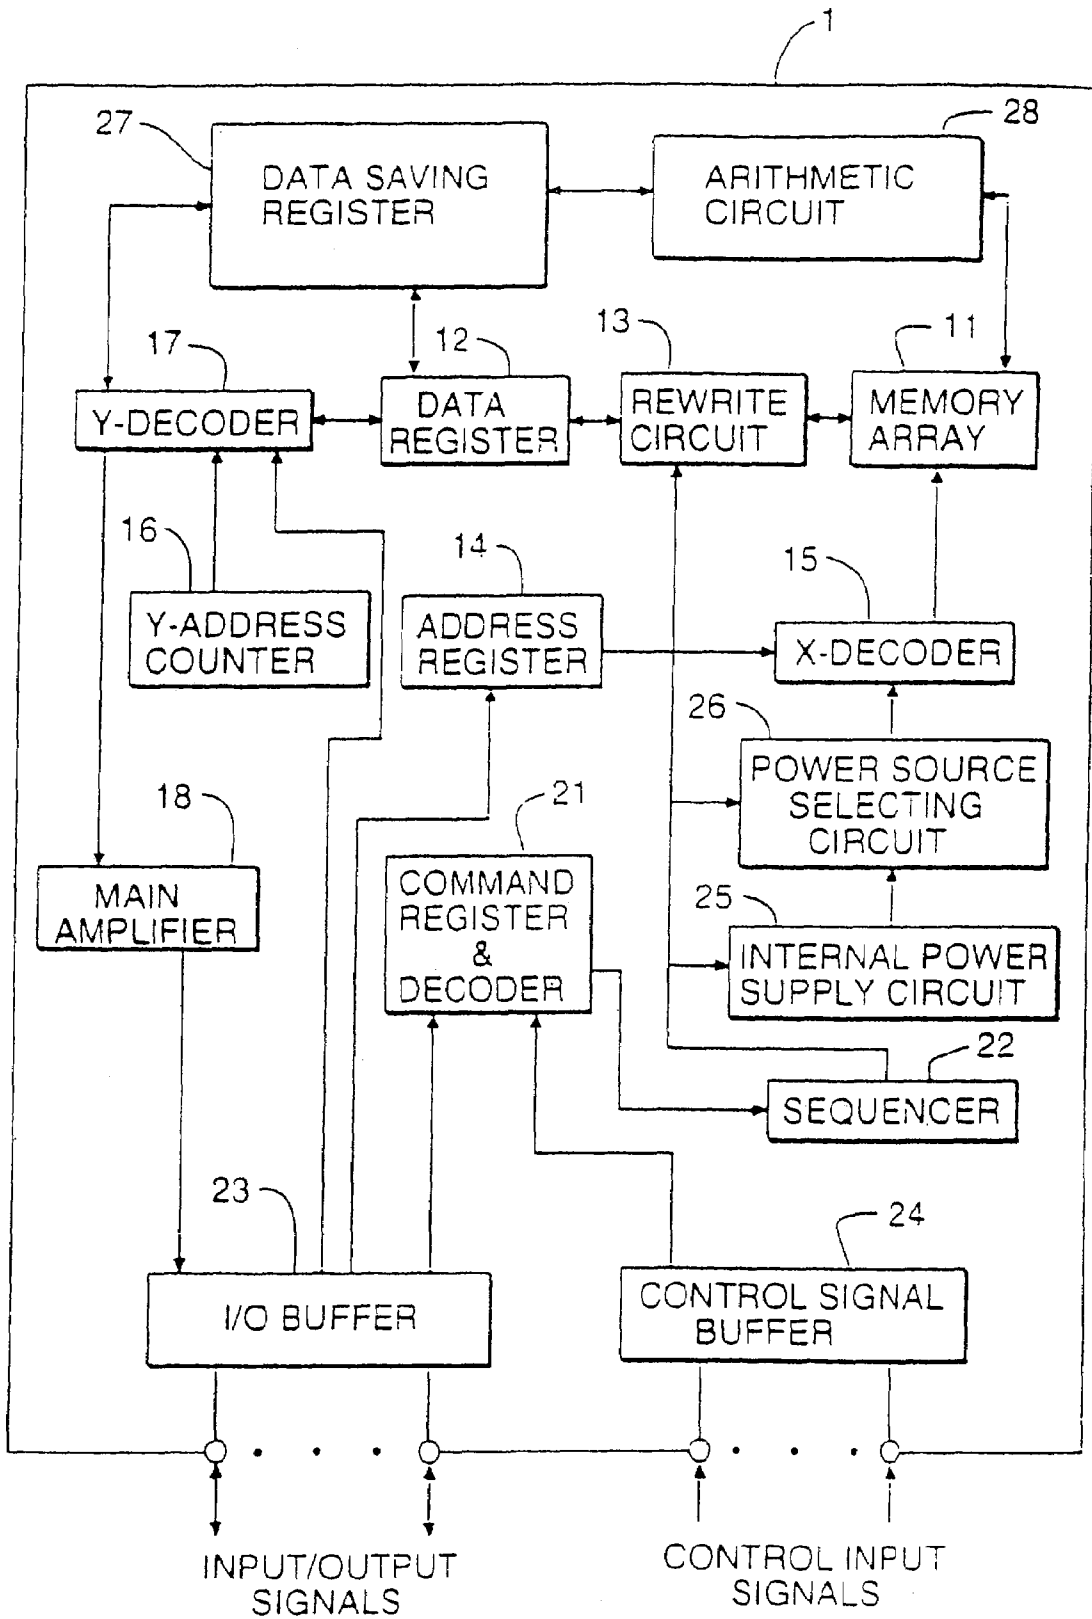 1
27
DATA SAVING
REGISTER
28
ARITHMETIC
CIRCUIT
17
Y-DECODER
12
DATA
REGISTER
13
REWRITE
CIRCUIT
11
MEMORY
ARRAY
16
Y-ADDRESS
COUNTER
14
ADDRESS
REGISTER
15
X-DECODER
26
POWER SOURCE
SELECTING
CIRCUIT
18
MAIN
AMPLIFIER
21
COMMAND
REGISTER
&
DECODER
25
INTERNAL POWER
SUPPLY CIRCUIT
22
SEQUENCER
23
I/O BUFFER
24
CONTROL SIGNAL
BUFFER
INPUT/OUTPUT
SIGNALS
CONTROL INPUT
SIGNALS